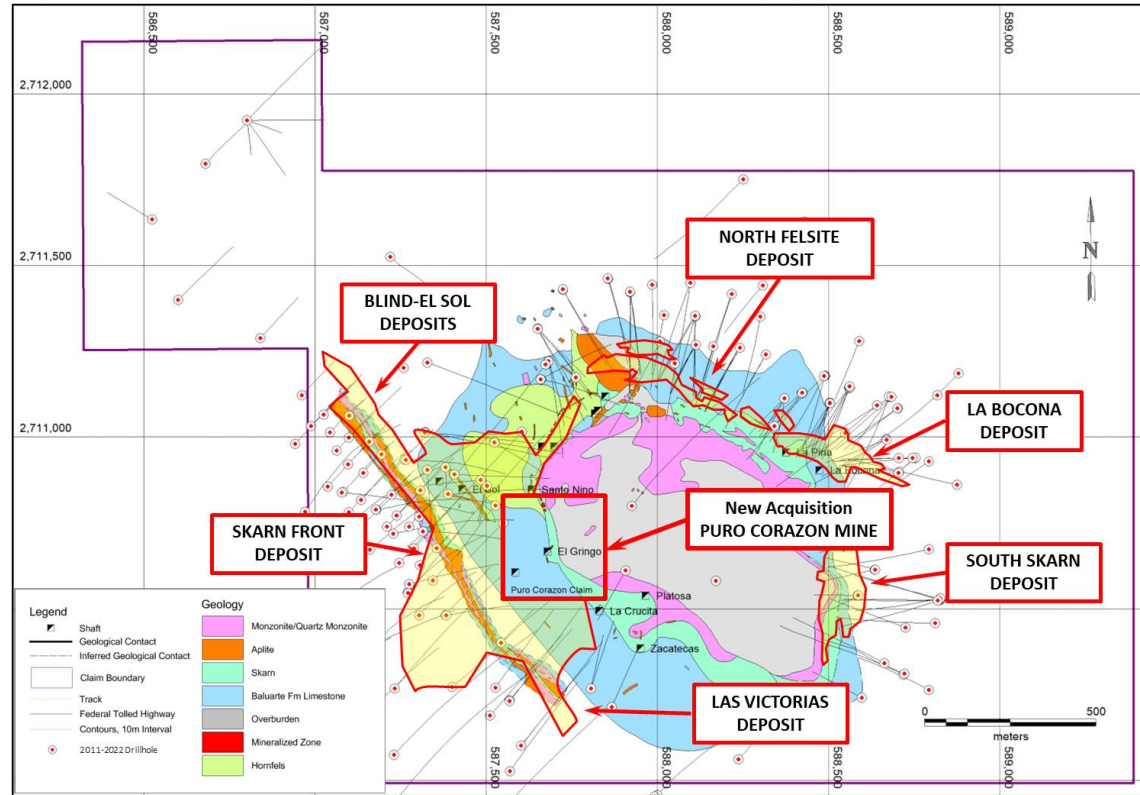 586,500
587,000
587,500
588,000
588,500
589,000
2,712,000
2,711,500
2,711,000
N
NORTH FELSITE
DEPOSIT
BLIND-EL SOL
DEPOSITS
LA BOCONA
DEPOSIT
La Pina
La Bocona
El Sol
Santo Nino
New Acquisition
PURO CORAZON MINE
SKARN FRONT
DEPOSIT
El Gringo
Puro Corazon Claim
SOUTH SKARN
DEPOSIT
Platosa
La Crucita
Zacatecas
LAS VICTORIAS
DEPOSIT
Legend
Shaft
Geological Contact
Inferred Geological Contact
Claim Boundary
Track
Federal Tolled Highway
Contours, 10m Interval
2011-2022 Drillhole
Geology
Monzonite/Quartz Monzonite
Aplite
Skarn
Baluarte Fm Limestone
Overburden
Mineralized Zone
Hornfels
0
500
meters
587,500
588,000
588,500
589,000